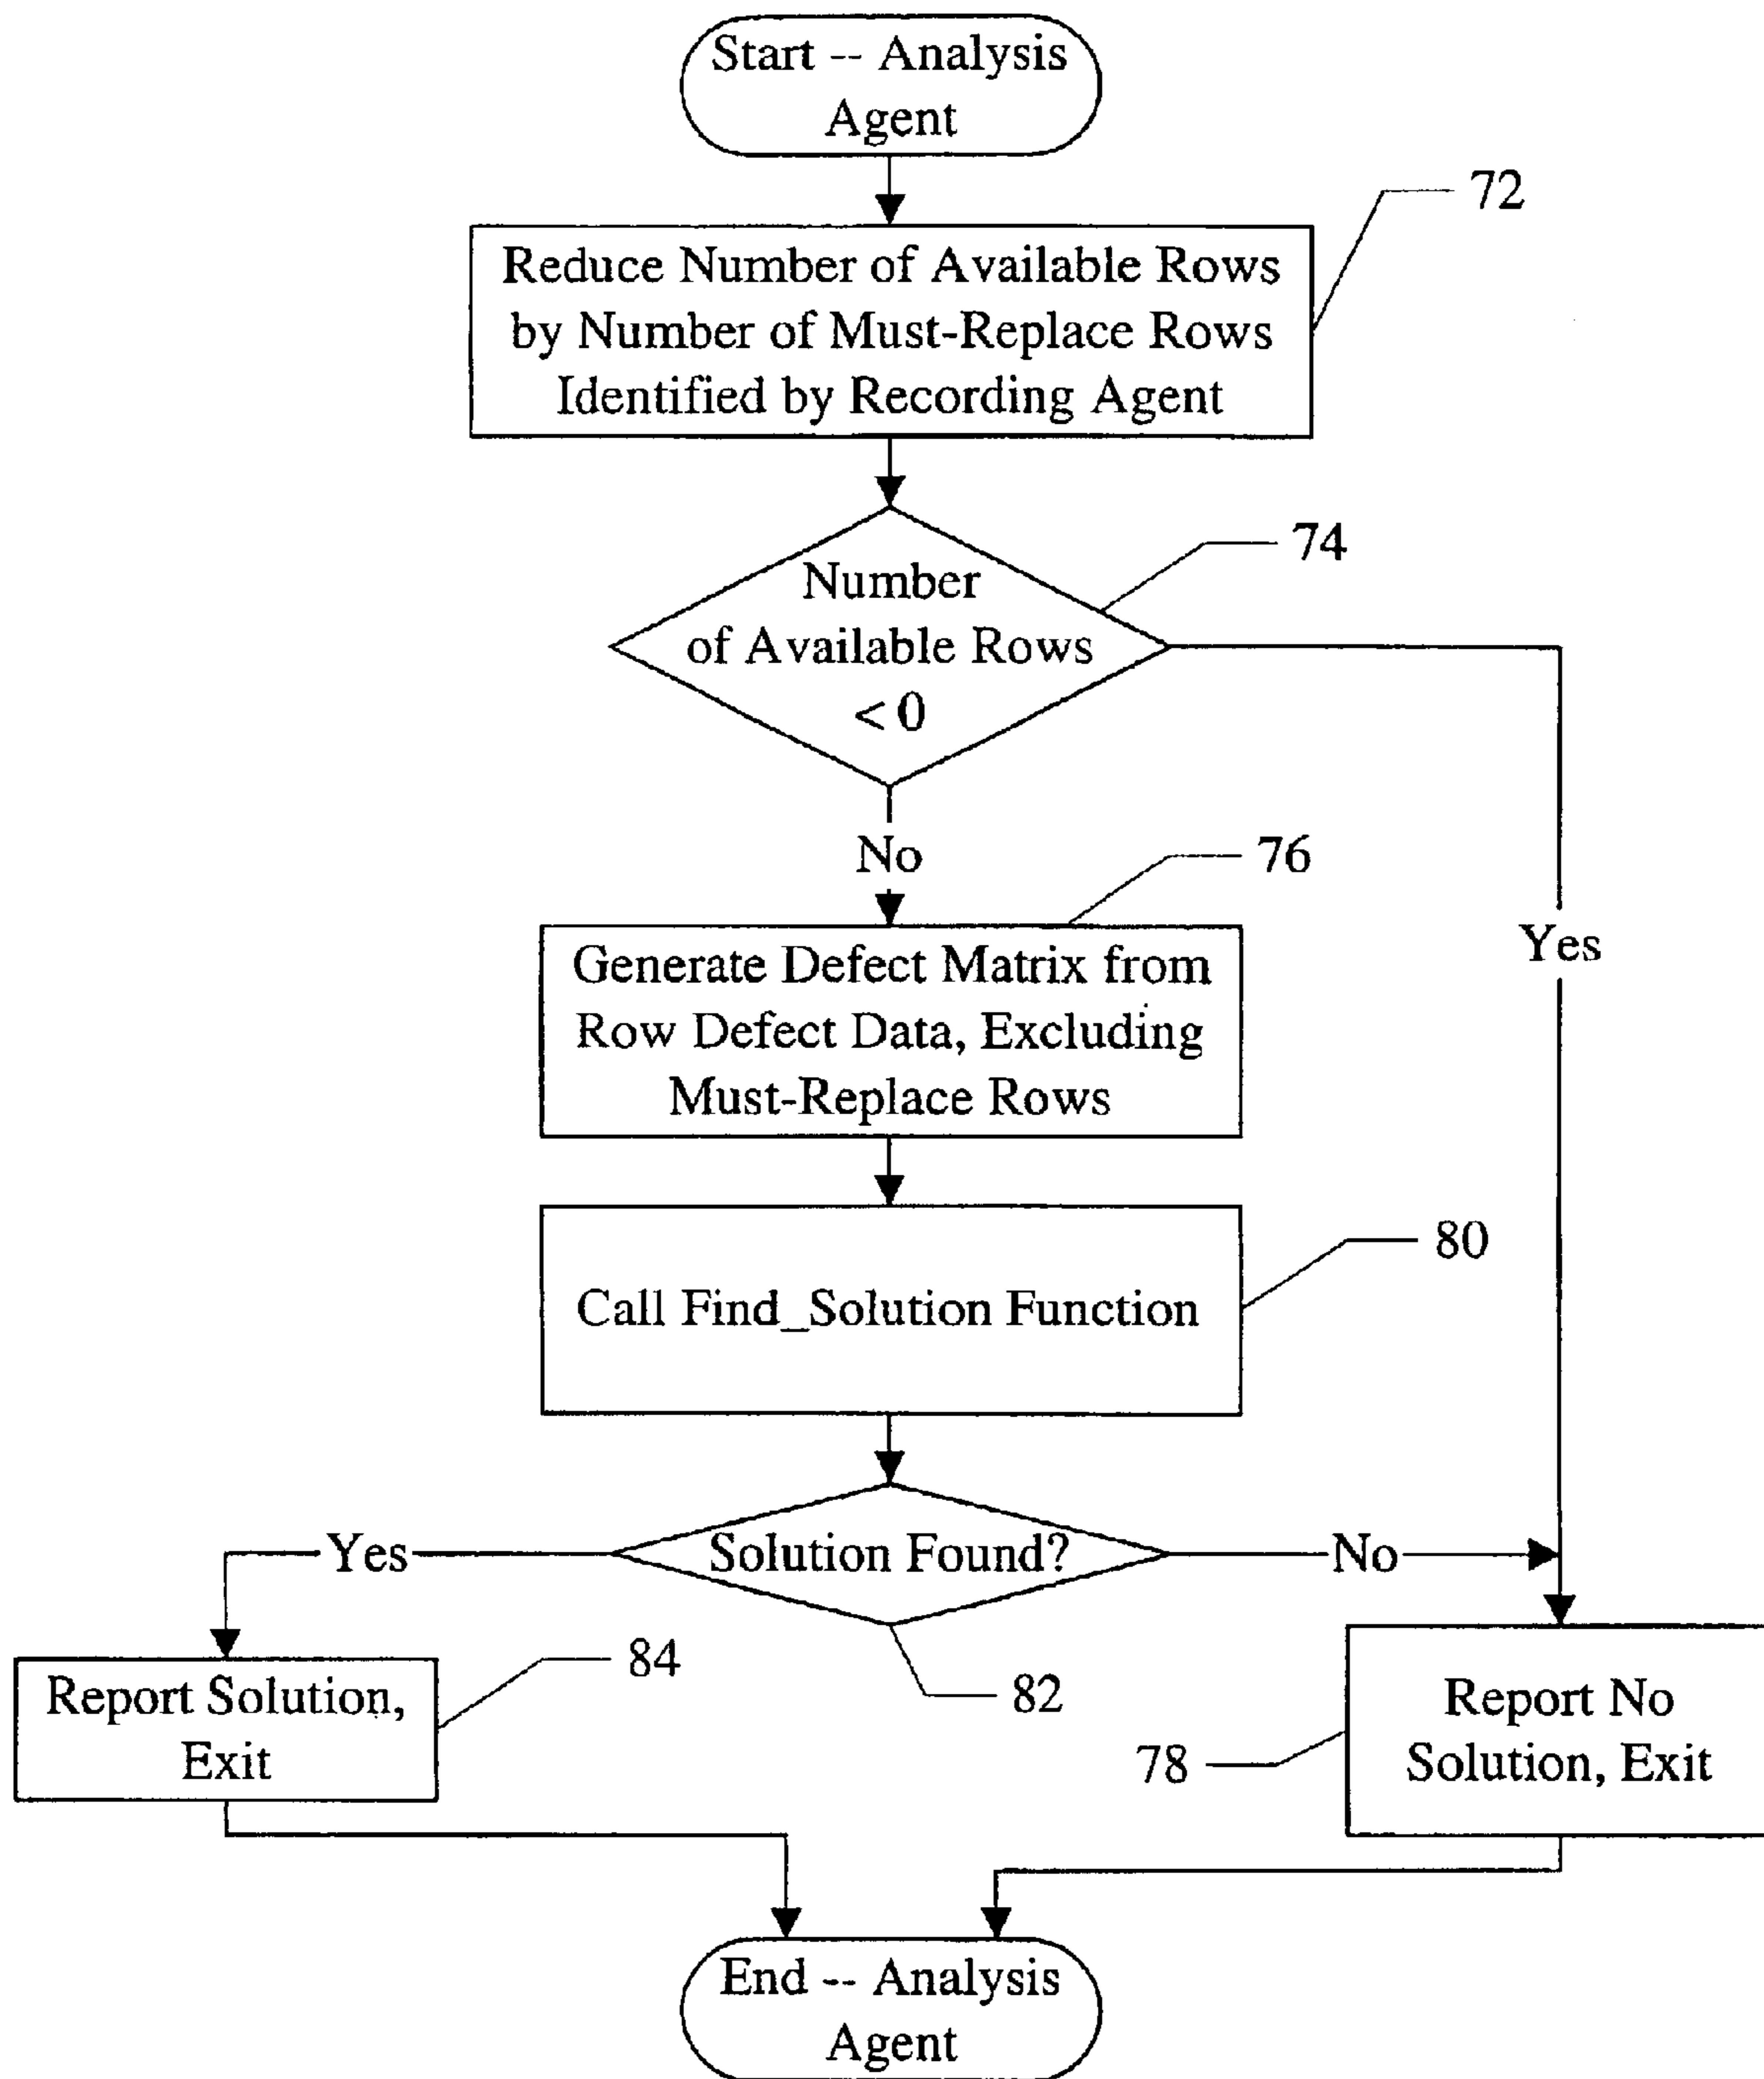 Start -- Analysis
Agent
72
Reduce Number of Available Rows
by Number of Must-Replace Rows
Identified by Recording Agent
74
Number
of Available Rows
< 0
No
76
Yes
Generate Defect Matrix from
Row Defect Data, Excluding
Must-Replace Rows
80
Call Find_Solution Function
Yes
Solution Found?
No
84
82
Report Solution,
Exit
78
Report No
Solution, Exit
End -- Analysis
Agent